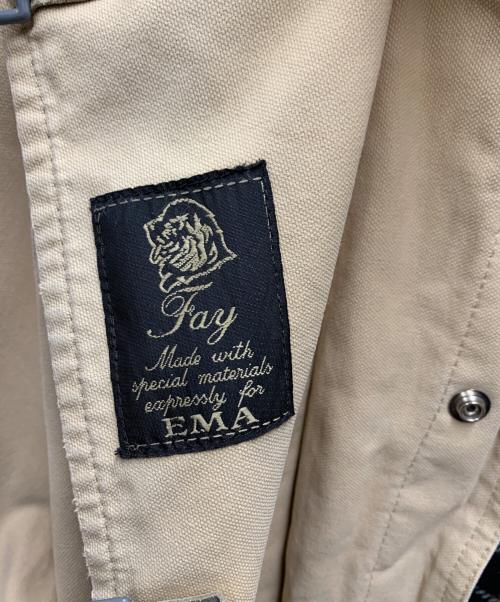 Fay
Made with
special materials
expressly for
EMA